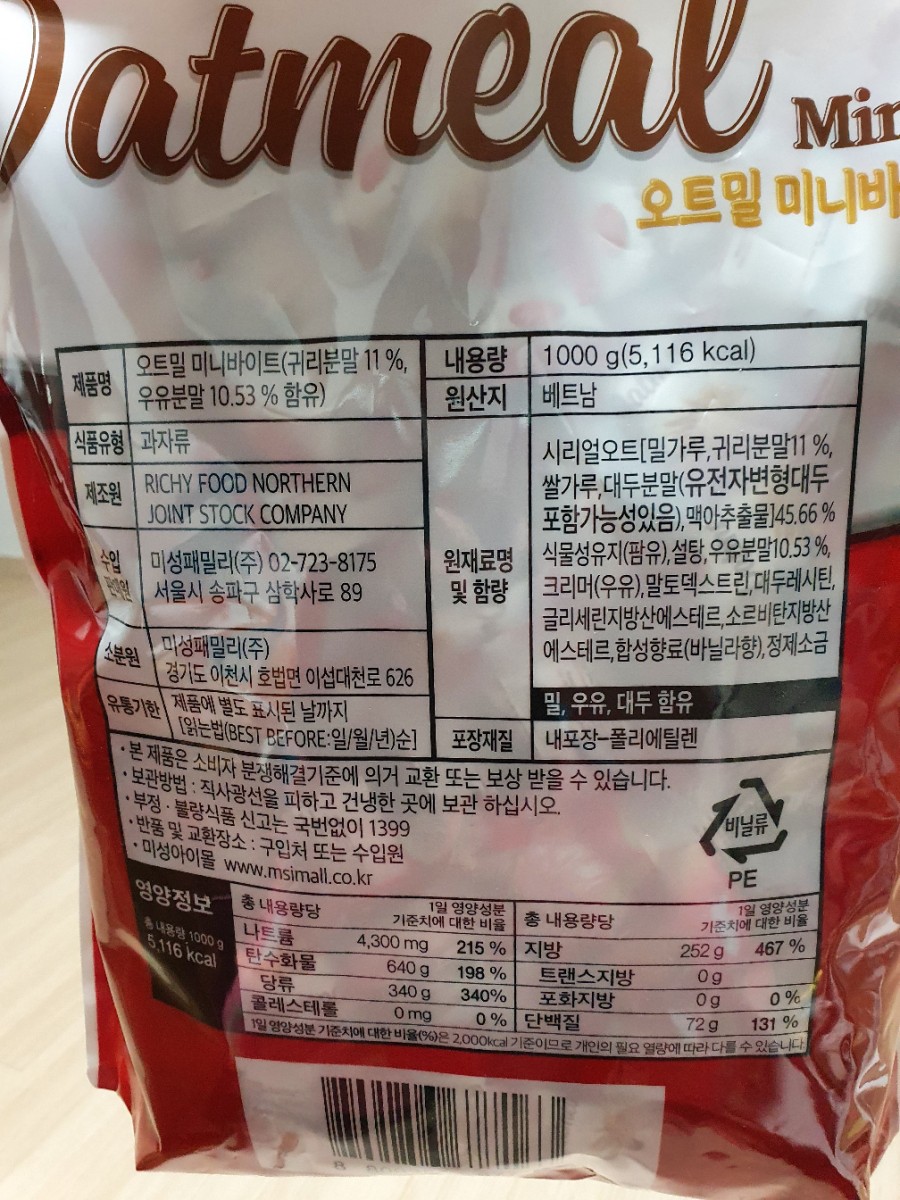 Oatmeal Min
오트밀 미니바
제품명
오트밀 미니바이트(귀리분말 11 %,
우유분말 10.53 % 함유)
식품유형 과자류
제조원
RICHY FOOD NORTHERN
JOINT STOCK COMPANY
수입
판매원
미성패밀리(주) 02-723-8175
서울시 송파구 삼학사로 89
소분원
미성패밀리(주)
경기도 이천시 호법면 이섭대천로 626
유통기한
제품에 별도 표시된 날까지
[읽는법(BEST BEFORE:일/월/년)순]
내용량 1000 g(5,116 kcal)
원산지 베트남
원재료명
및 함량
시리얼오트[밀가루,귀리분말11 %,
쌀가루,대두분말(유전자변형대두
포함가능성있음),맥아추출물]45.66 %
식물성유지(팜유),설탕,우유분말10.53 %,
크리머(우유),말토덱스트린,대두레시틴,
글리세린지방산에스테르,소르비탄지방산
에스테르,합성향료(바닐라향),정제소금
밀, 우유, 대두 함유
포장재질 내포장-폴리에틸렌
• 본 제품은 소비자 분쟁해결기준에 의거 교환 또는 보상 받을 수 있습니다.
• 보관방법 : 직사광선을 피하고 건냉한 곳에 보관 하십시오.
• 부정 · 불량식품 신고는 국번없이 1399
• 반품 및 교환장소 : 구입처 또는 수입원
• 미성아이몰 www.msimall.co.kr
비닐류
PE
영양정보
총 내용량 1000 g
5,116 kcal
총 내용량당 1일 영양성분
기준치에 대한 비율
나트륨 4,300 mg 215 %
탄수화물 640 g 198 %
당류 340 g 340%
콜레스테롤 0 mg 0 %
총 내용량당 1일 영양성분
기준치에 대한 비율
지방 252 g 467 %
트랜스지방 0 g
포화지방 0 g 0 %
단백질 72 g 131 %
1일 영양성분 기준치에 대한 비율(%)은 2,000kcal 기준이므로 개인의 필요 열량에 따라 다를 수 있습니다.